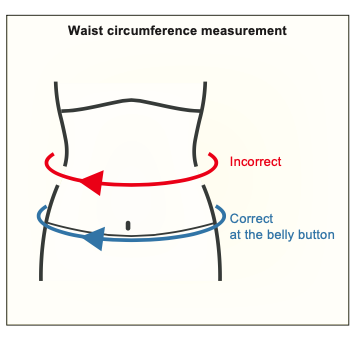 Waist circumference measurement
Incorrect
Correct
at the belly button